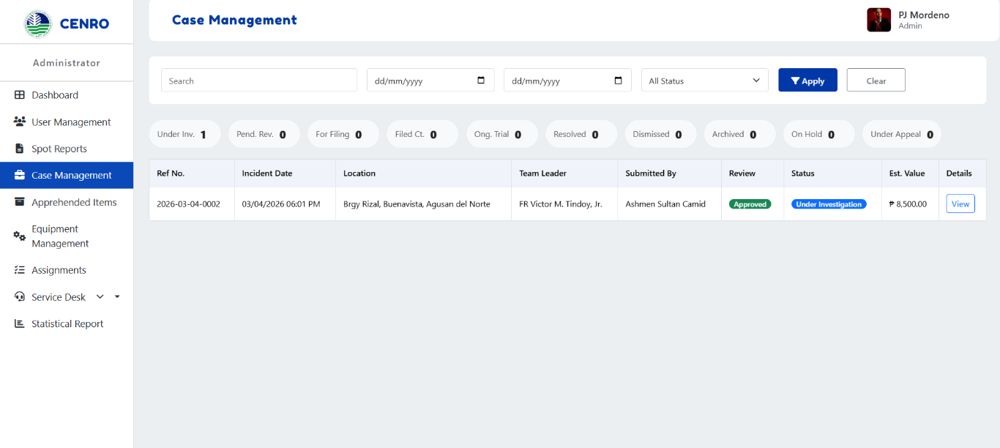 CENRO
Administrator
Dashboard
User Management
Spot Reports
Case Management
Apprehended Items
Equipment
Management
Assignments
Service Desk
Statistical Report
Case Management
PJ Mordeno
Admin
Search dd/mm/yyyy dd/mm/yyyy All Status Apply Clear
Under Inv. 1 Pend. Rev. 0 For Filing 0 Filed Ct. 0 Ong. Trial 0 Resolved 0 Dismissed 0 Archived 0 On Hold 0 Under Appeal 0
Ref No. Incident Date Location Team Leader Submitted By Review Status Est. Value Details
2026-03-04-0002 03/04/2026 06:01 PM Brgy Rizal, Buenavista, Agusan del Norte FR Victor M. Tindoy, Jr. Ashmen Sultan Camid Approved Under Investigation ₱ 8,500.00 View